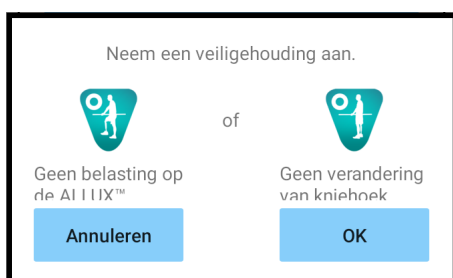 Neem een veiligehouding aan.
of
Geen belasting op
de ALLUX™
Geen verandering
van kniehoek
Annuleren
OK